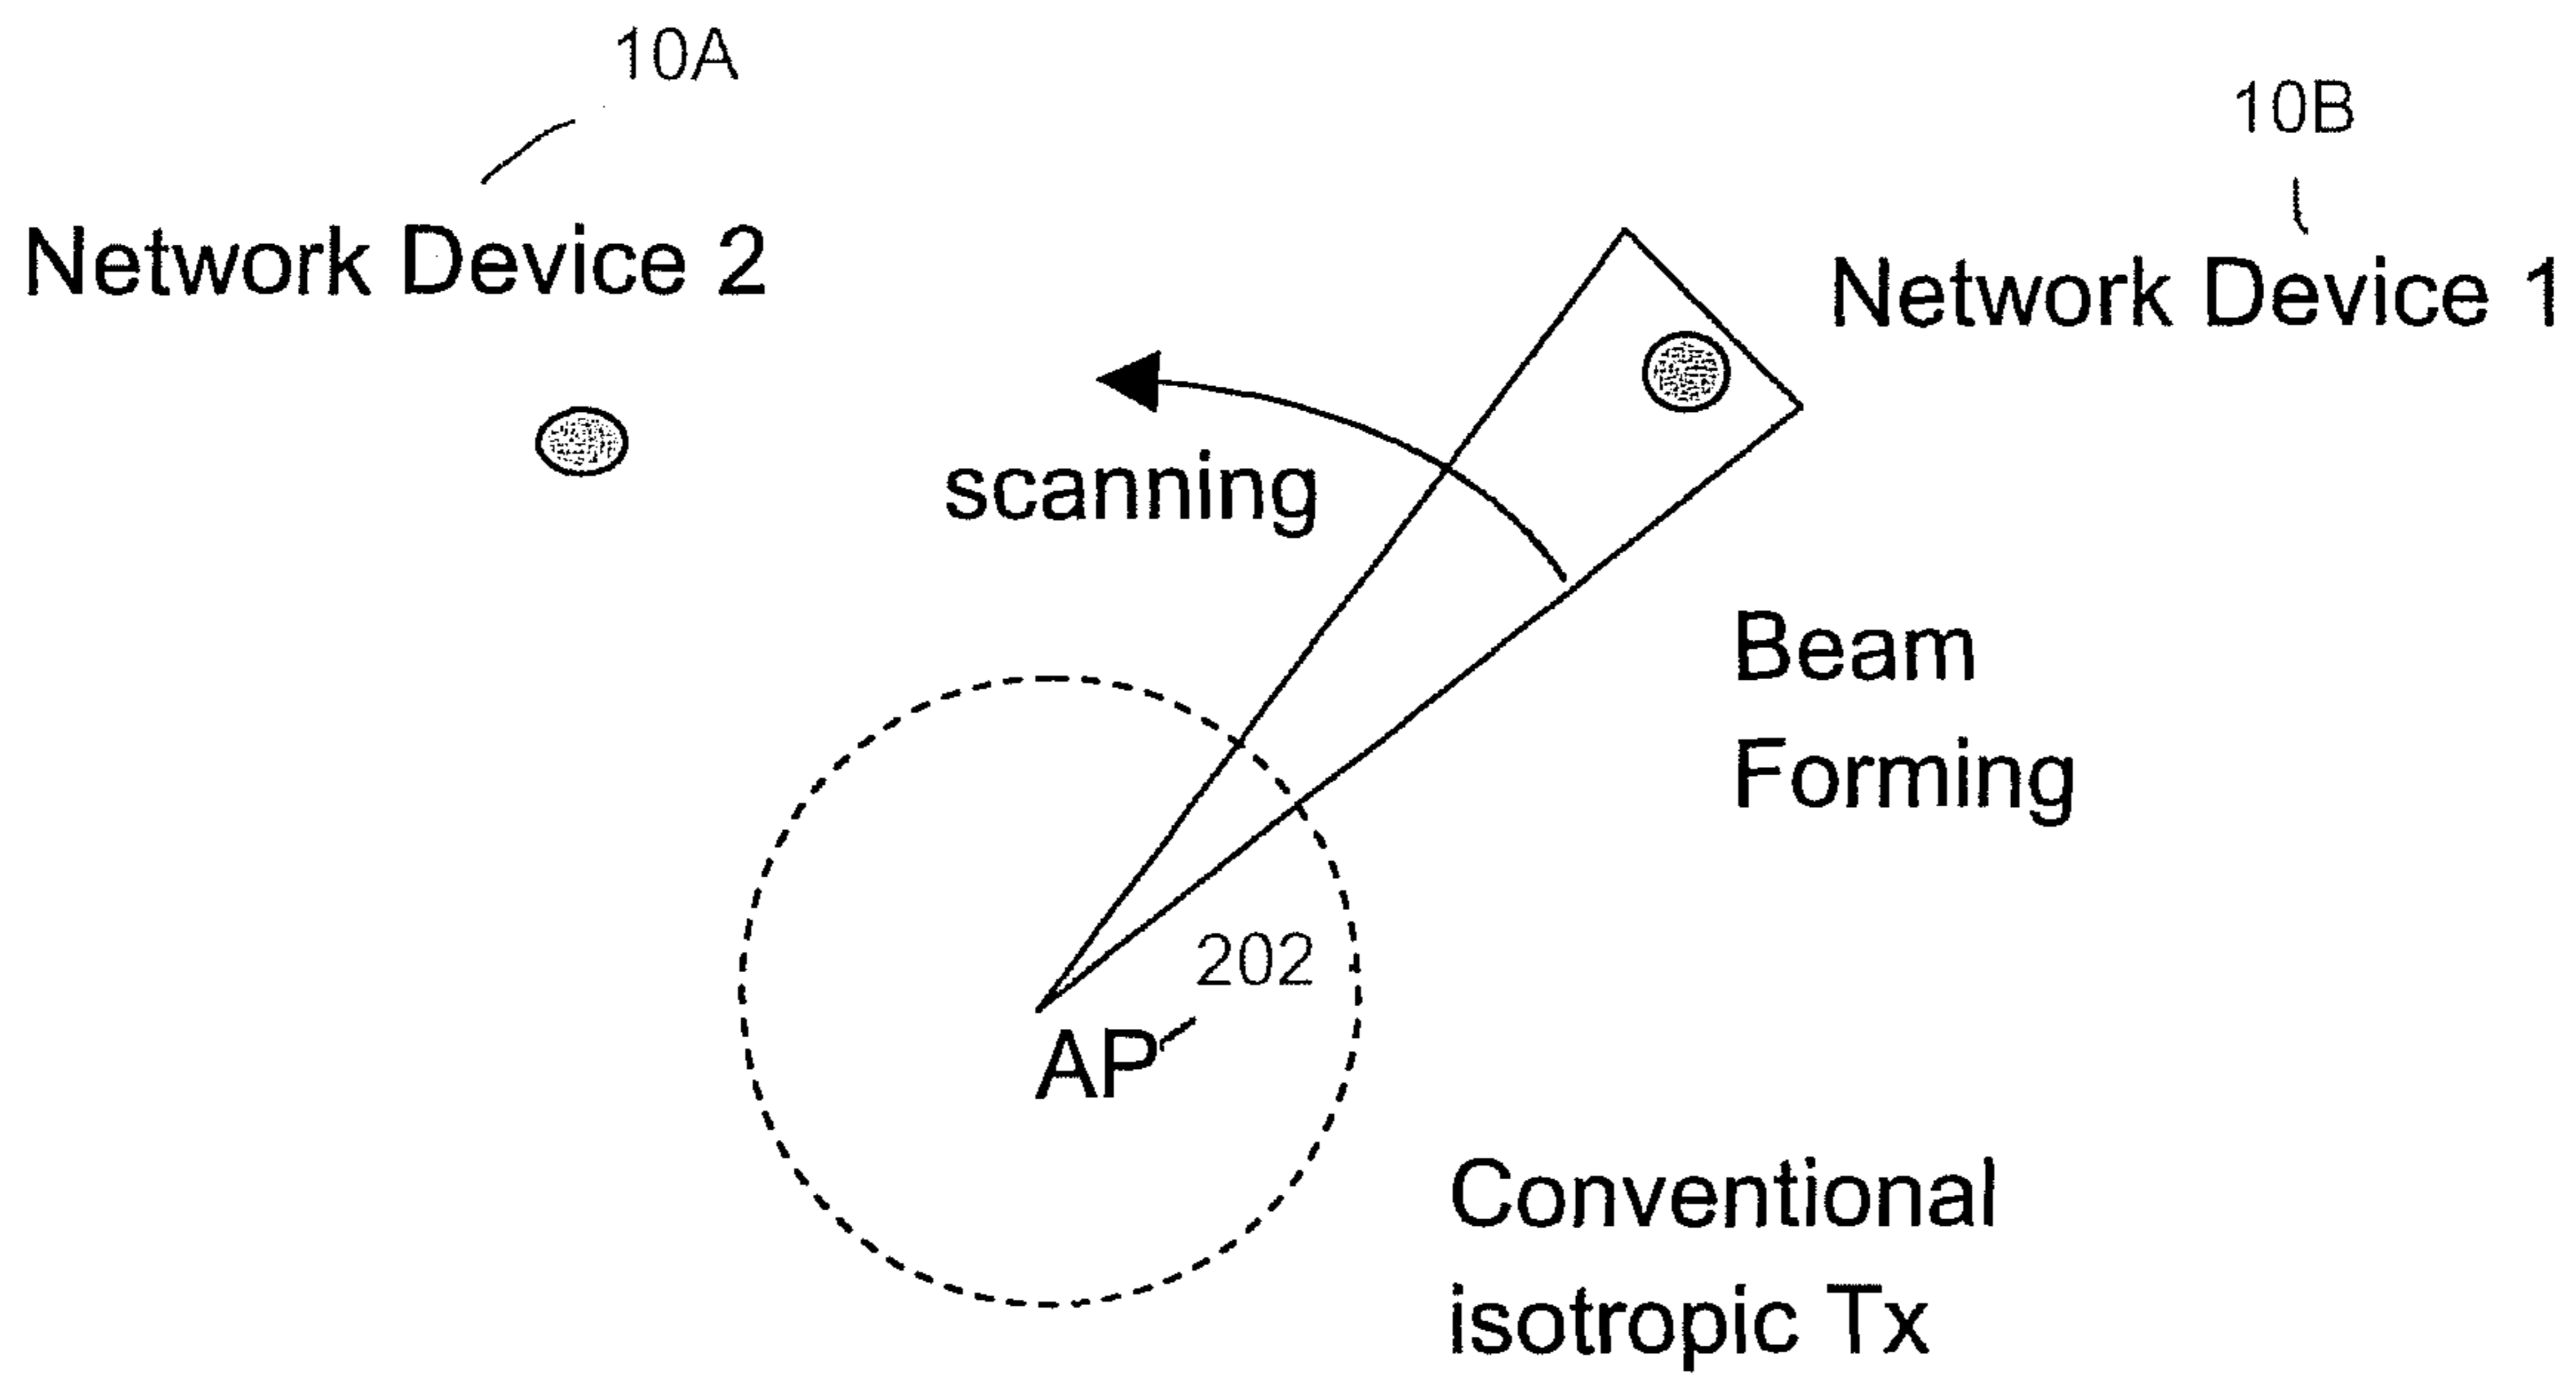 10A
10B
Network Device 2
Network Device 1
scanning
Beam
Forming
202
AP
Conventional
isotropic Tx